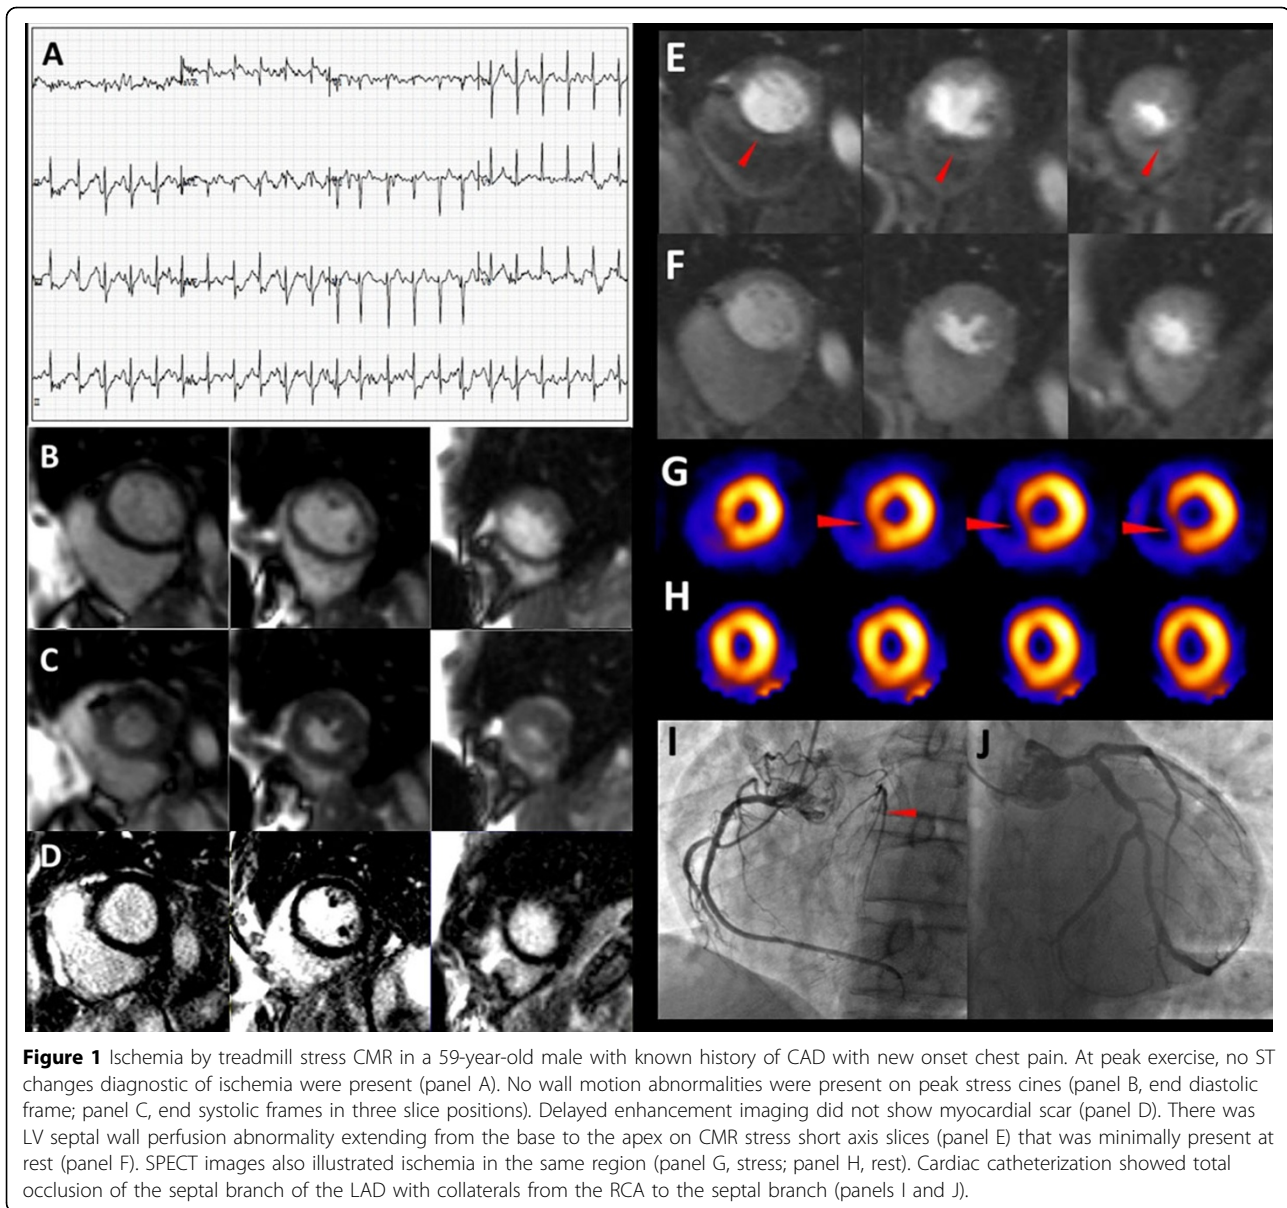 A
E
F
B
G
H
C
I
J
D
Figure 1 Ischemia by treadmill stress CMR in a 59-year-old male with known history of CAD with new onset chest pain. At peak exercise, no ST
changes diagnostic of ischemia were present (panel A). No wall motion abnormalities were present on peak stress cines (panel B, end diastolic
frame; panel C, end systolic frames in three slice positions). Delayed enhancement imaging did not show myocardial scar (panel D). There was
LV septal wall perfusion abnormality extending from the base to the apex on CMR stress short axis slices (panel E) that was minimally present at
rest (panel F). SPECT images also illustrated ischemia in the same region (panel G, stress; panel H, rest). Cardiac catheterization showed total
occlusion of the septal branch of the LAD with collaterals from the RCA to the septal branch (panels I and J).